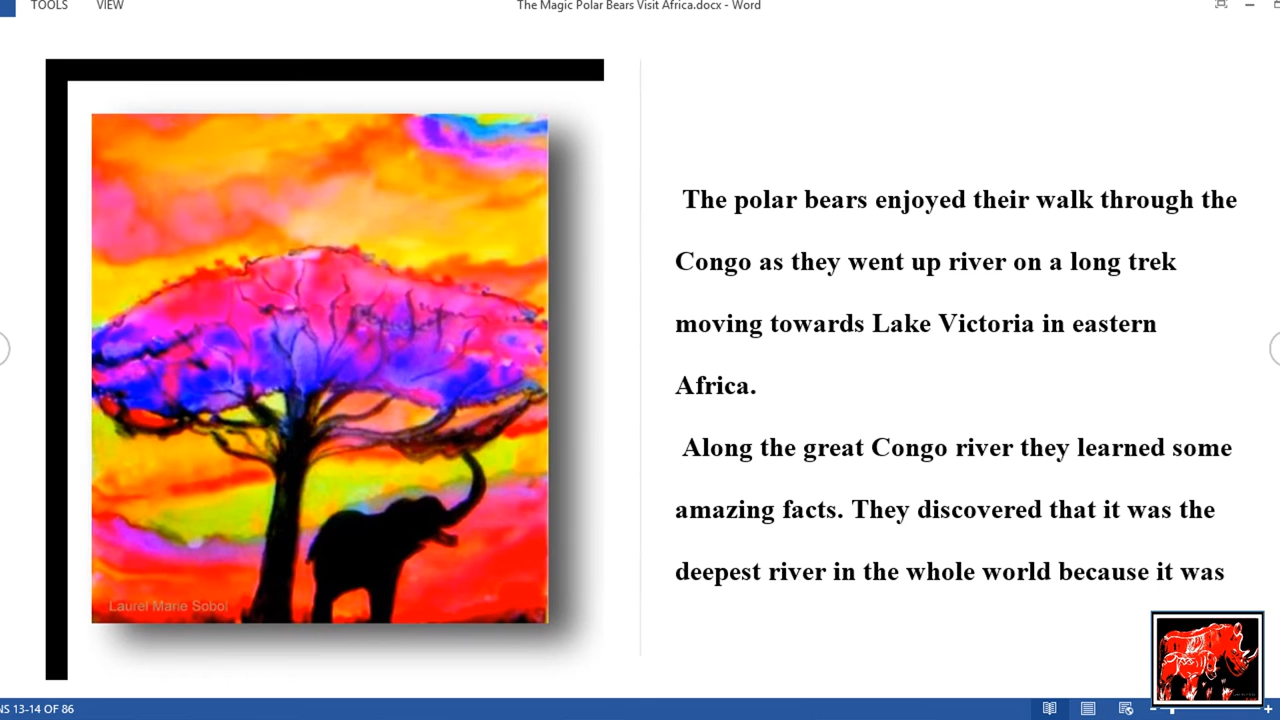 TOOLS VIEW The Magic Polar Bears Visit Africa.docx - Word
The polar bears enjoyed their walk through the
Congo as they went up river on a long trek
moving towards Lake Victoria in eastern
Africa.
Along the great Congo river they learned some
amazing facts. They discovered that it was the
deepest river in the whole world because it was
Laurel Marie Sobol
NS 13-14 OF 86